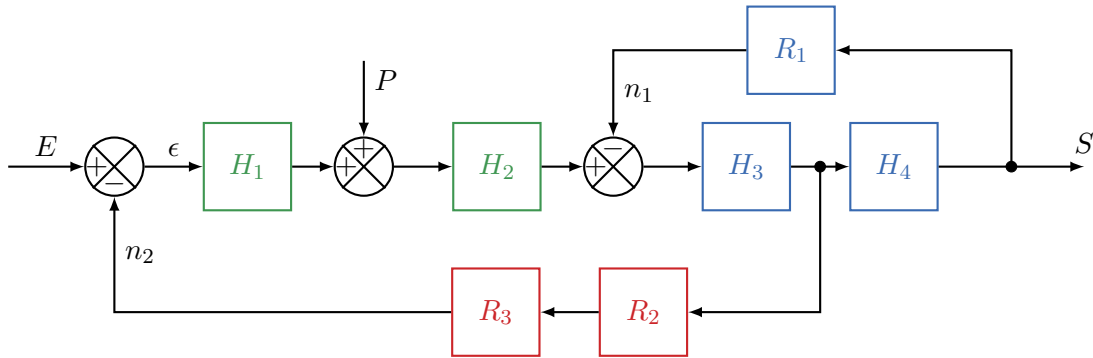 R₁
n₁
P
E
+
−
ϵ
H₁
+
+
H₂
+
−
H₃
H₄
S
n₂
R₃
R₂